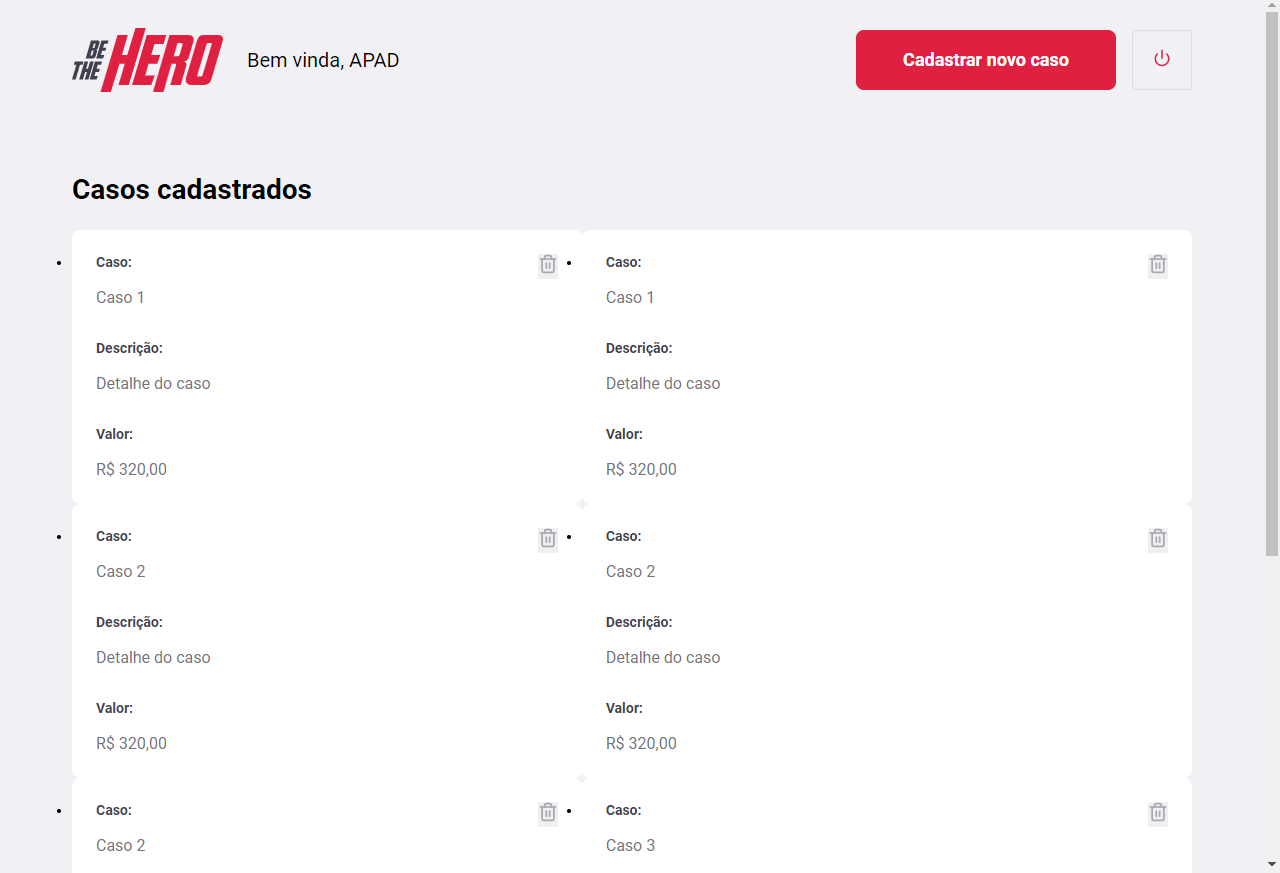 BE THE HERO
Bem vinda, APAD
Cadastrar novo caso
Casos cadastrados
Caso:
Caso 1
Descrição:
Detalhe do caso
Valor:
R$ 320,00
Caso:
Caso 1
Descrição:
Detalhe do caso
Valor:
R$ 320,00
Caso:
Caso 2
Descrição:
Detalhe do caso
Valor:
R$ 320,00
Caso:
Caso 2
Descrição:
Detalhe do caso
Valor:
R$ 320,00
Caso:
Caso 2
Caso:
Caso 3